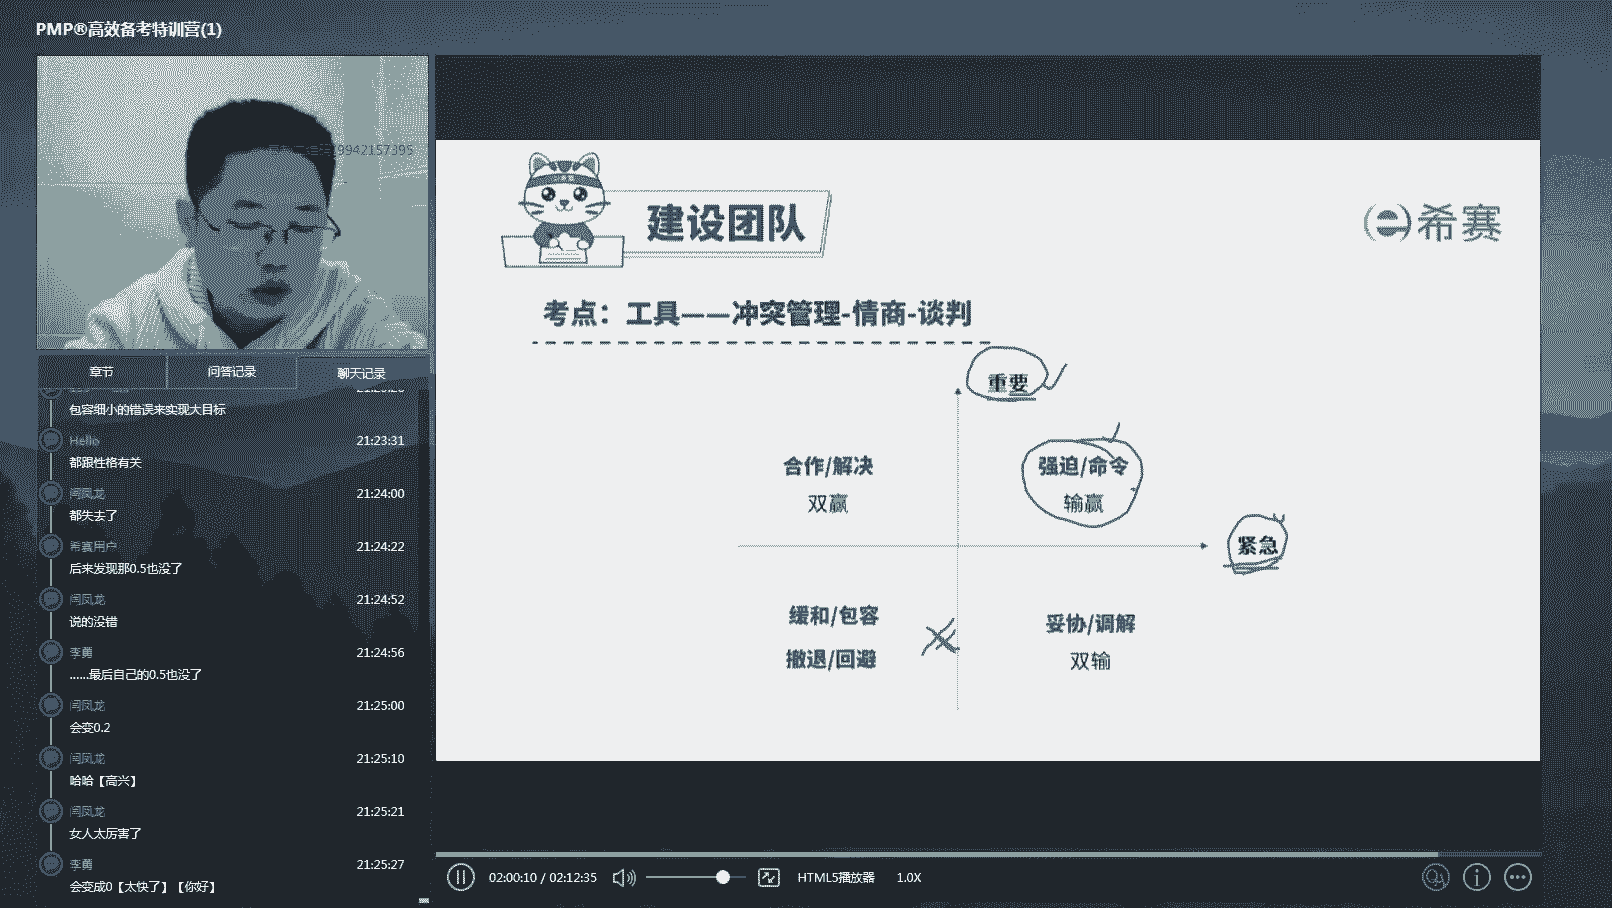 PMP®高效备考特训营(1)
9942157395
章节
问答记录
聊天记录
包容细小的错误来实现大目标
Hello
21:23:31
都跟性格有关
闫凤龙
21:24:00
都失去了
希赛用户
21:24:22
后来发现那0.5也没了
闫凤龙
21:24:52
说的没错
李勇
21:24:56
......最后自己的0.5也没了
闫凤龙
21:25:00
会变0.2
闫凤龙
21:25:10
哈哈【高兴】
闫凤龙
21:25:21
女人太厉害了
李勇
21:25:27
会变成0【太快了】【你好】
建设团队
希赛
考点：工具——冲突管理-情商-谈判
重要
合作/解决
双赢
强迫/命令
输赢
紧急
缓和/包容
撤退/回避
妥协/调解
双输
02:00:10 / 02:12:35
HTML5播放器
1.0X